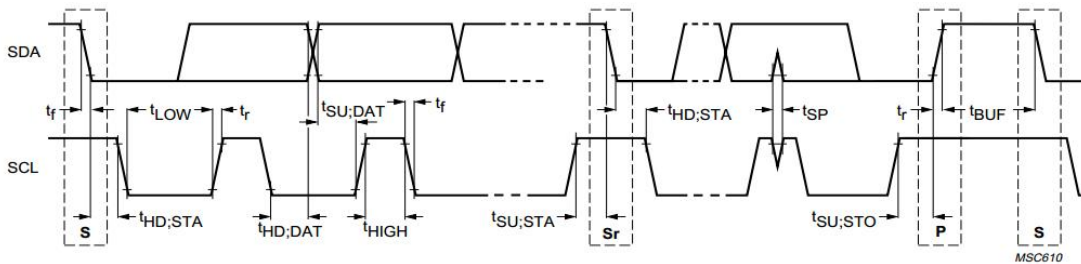 SDA
t_f t_LOW t_r t_SU;DAT t_f t_HD;STA t_SP t_r t_BUF
SCL
t_HD;STA t_HD;DAT t_HIGH t_SU;STA t_SU;STO
S Sr P S
MSC610